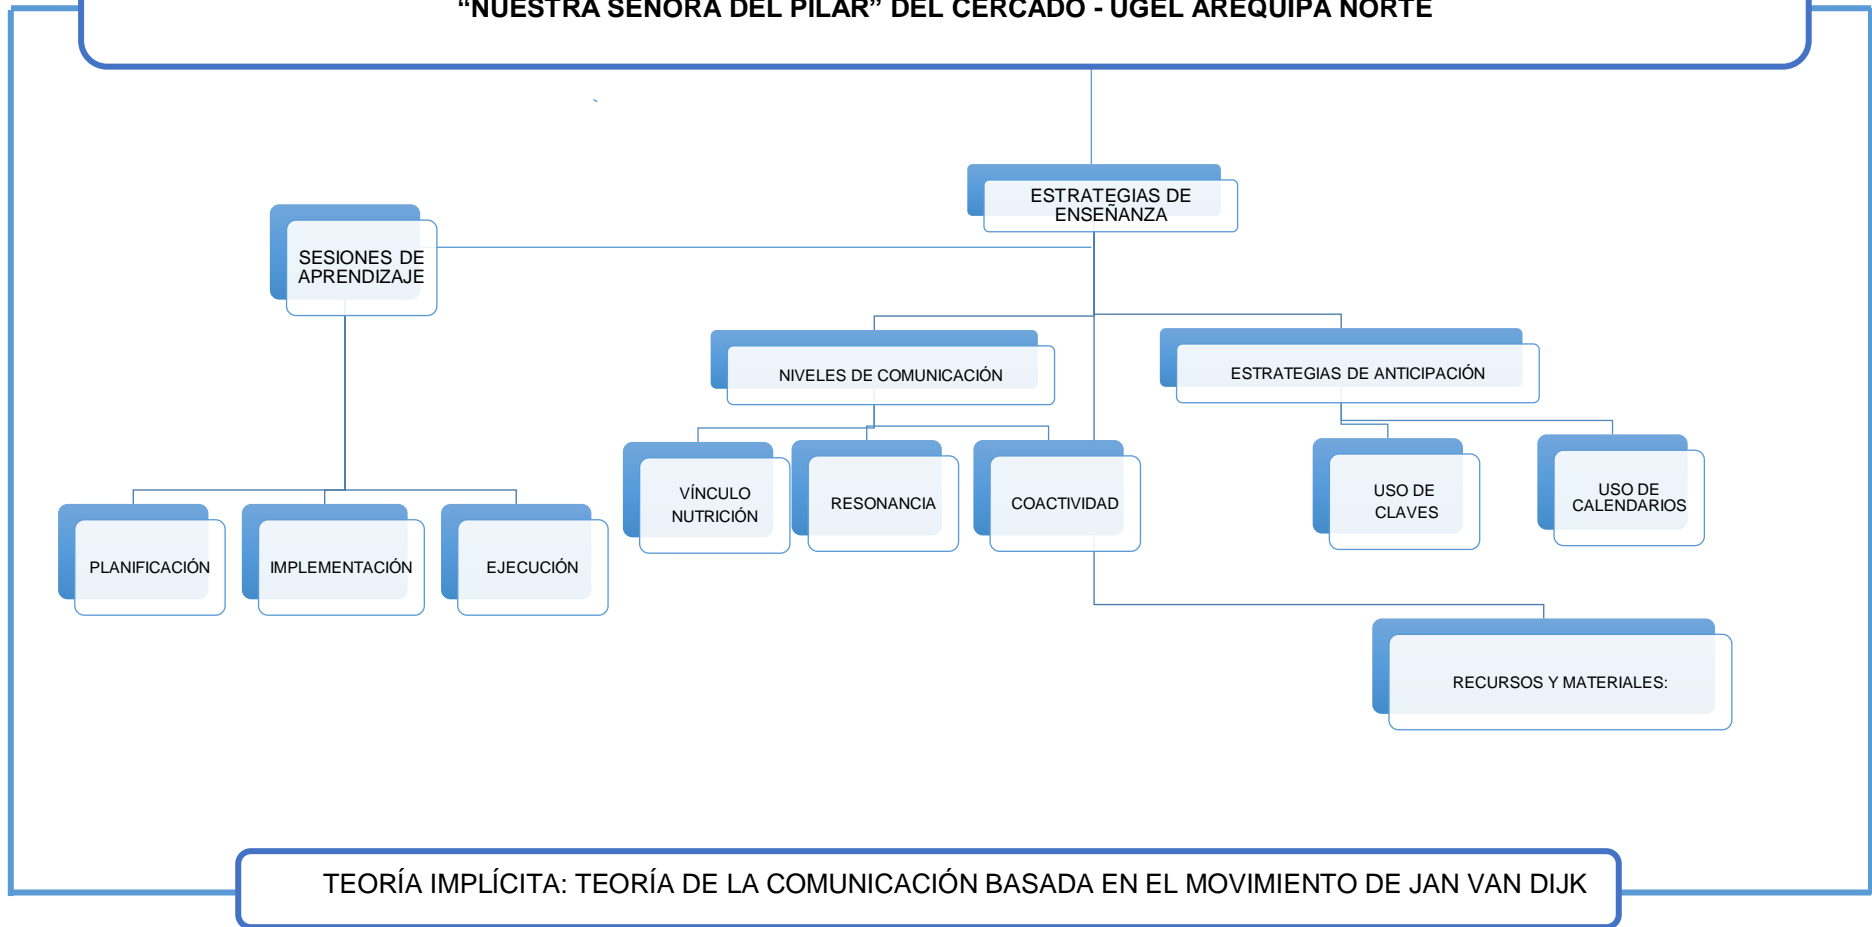 “NUESTRA SEÑORA DEL PILAR” DEL CERCADO - UGEL AREQUIPA NORTE
ESTRATEGIAS DE
ENSEÑANZA
SESIONES DE
APRENDIZAJE
NIVELES DE COMUNICACIÓN
ESTRATEGIAS DE ANTICIPACIÓN
VÍNCULO
NUTRICIÓN
RESONANCIA
COACTIVIDAD
USO DE
CLAVES
USO DE
CALENDARIOS
PLANIFICACIÓN
IMPLEMENTACIÓN
EJECUCIÓN
RECURSOS Y MATERIALES:
TEORÍA IMPLÍCITA: TEORÍA DE LA COMUNICACIÓN BASADA EN EL MOVIMIENTO DE JAN VAN DIJK